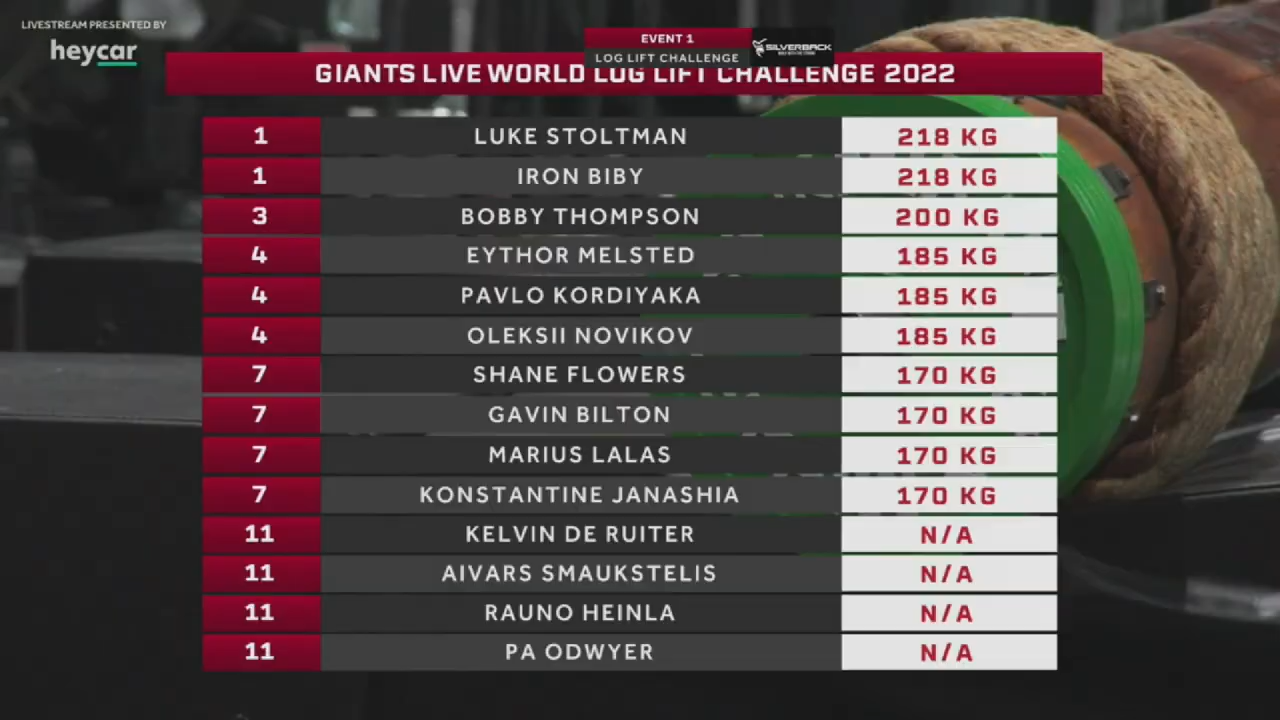 LIVESTREAM PRESENTED BY
heycar
EVENT 1
LOG LIFT CHALLENGE
SILVERBACK
GIANTS LIVE WORLD LOG LIFT CHALLENGE 2022
1 LUKE STOLTMAN 218 KG
1 IRON BIBY 218 KG
3 BOBBY THOMPSON 200 KG
4 EYTHOR MELSTED 185 KG
4 PAVLO KORDIYAKA 185 KG
4 OLEKSII NOVIKOV 185 KG
7 SHANE FLOWERS 170 KG
7 GAVIN BILTON 170 KG
7 MARIUS LALAS 170 KG
7 KONSTANTINE JANASHIA 170 KG
11 KELVIN DE RUITER N/A
11 AIVARS SMAUKSTELIS N/A
11 RAUNO HEINLA N/A
11 PA ODWYER N/A